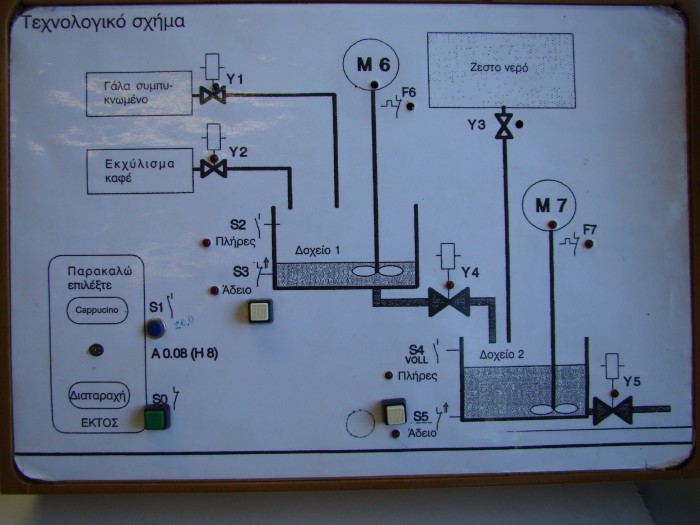 Τεχνολογικό σχήμα
Γάλα συμπυ-
κνωμένο
Y1
M 6
F6
Ζεστο νερό
Y3
Εκχύλισμα
καφέ
Y2
M 7
F7
S2
Πλήρες
Δοχείο 1
S3
Άδειο
Y4
Παρακαλώ
επιλέξτε
Cappucino
S1
A 0.08 (H 8)
Διαταραχή
S0
ΕΚΤΟΣ
S4
VOLL
Πλήρες
Δοχείο 2
Y5
S5
Άδειο